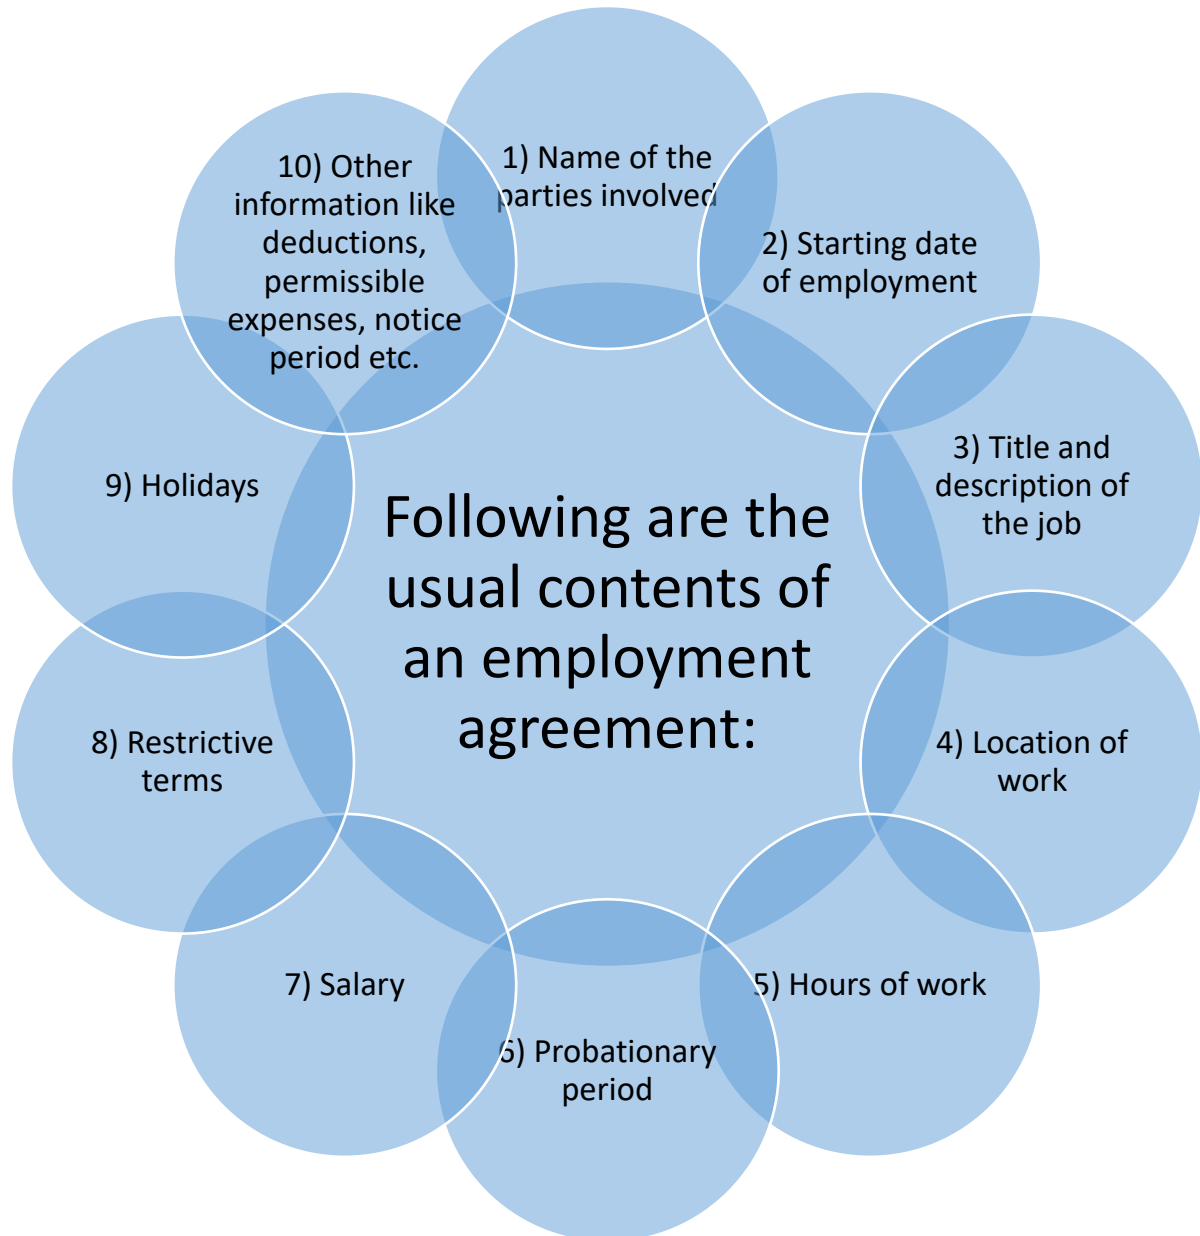 Following are the
usual contents of
an employment
agreement:
1) Name of the
parties involved
2) Starting date
of employment
3) Title and
description of
the job
4) Location of
work
5) Hours of work
6) Probationary
period
7) Salary
8) Restrictive
terms
9) Holidays
10) Other
information like
deductions,
permissible
expenses, notice
period etc.